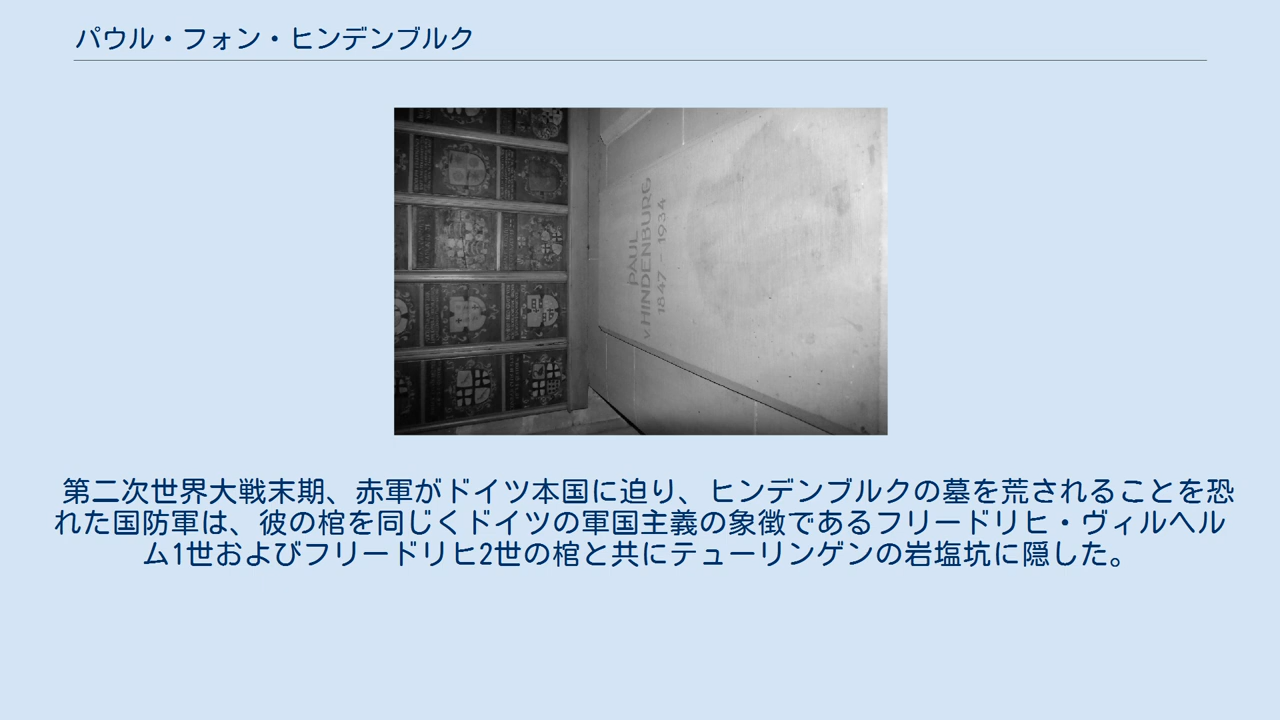 パウル・フォン・ヒンデンブルク
PAUL
v. HINDENBURG
1847 - 1934
第二次世界大戦末期、赤軍がドイツ本国に迫り、ヒンデンブルクの墓を荒されることを恐
れた国防軍は、彼の棺を同じくドイツの軍国主義の象徴であるフリードリヒ・ヴィルヘル
ム1世およびフリードリヒ2世の棺と共にテューリンゲンの岩塩坑に隠した。